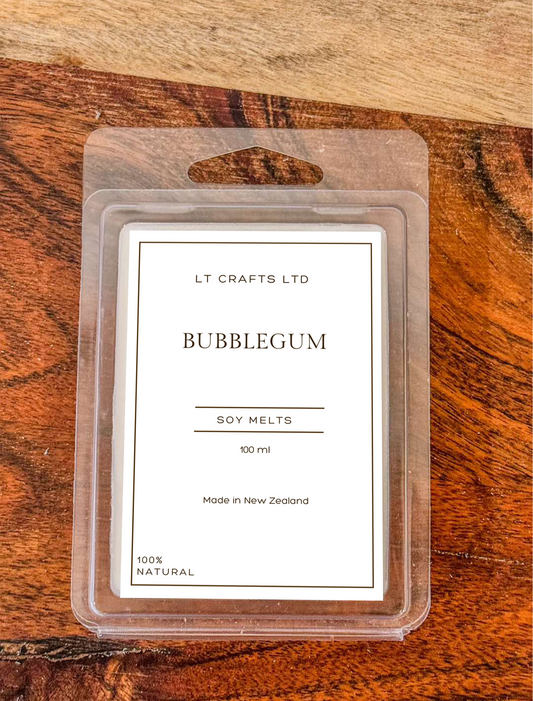 LT CRAFTS LTD
BUBBLEGUM
SOY MELTS
100 ml
Made in New Zealand
100%
NATURAL